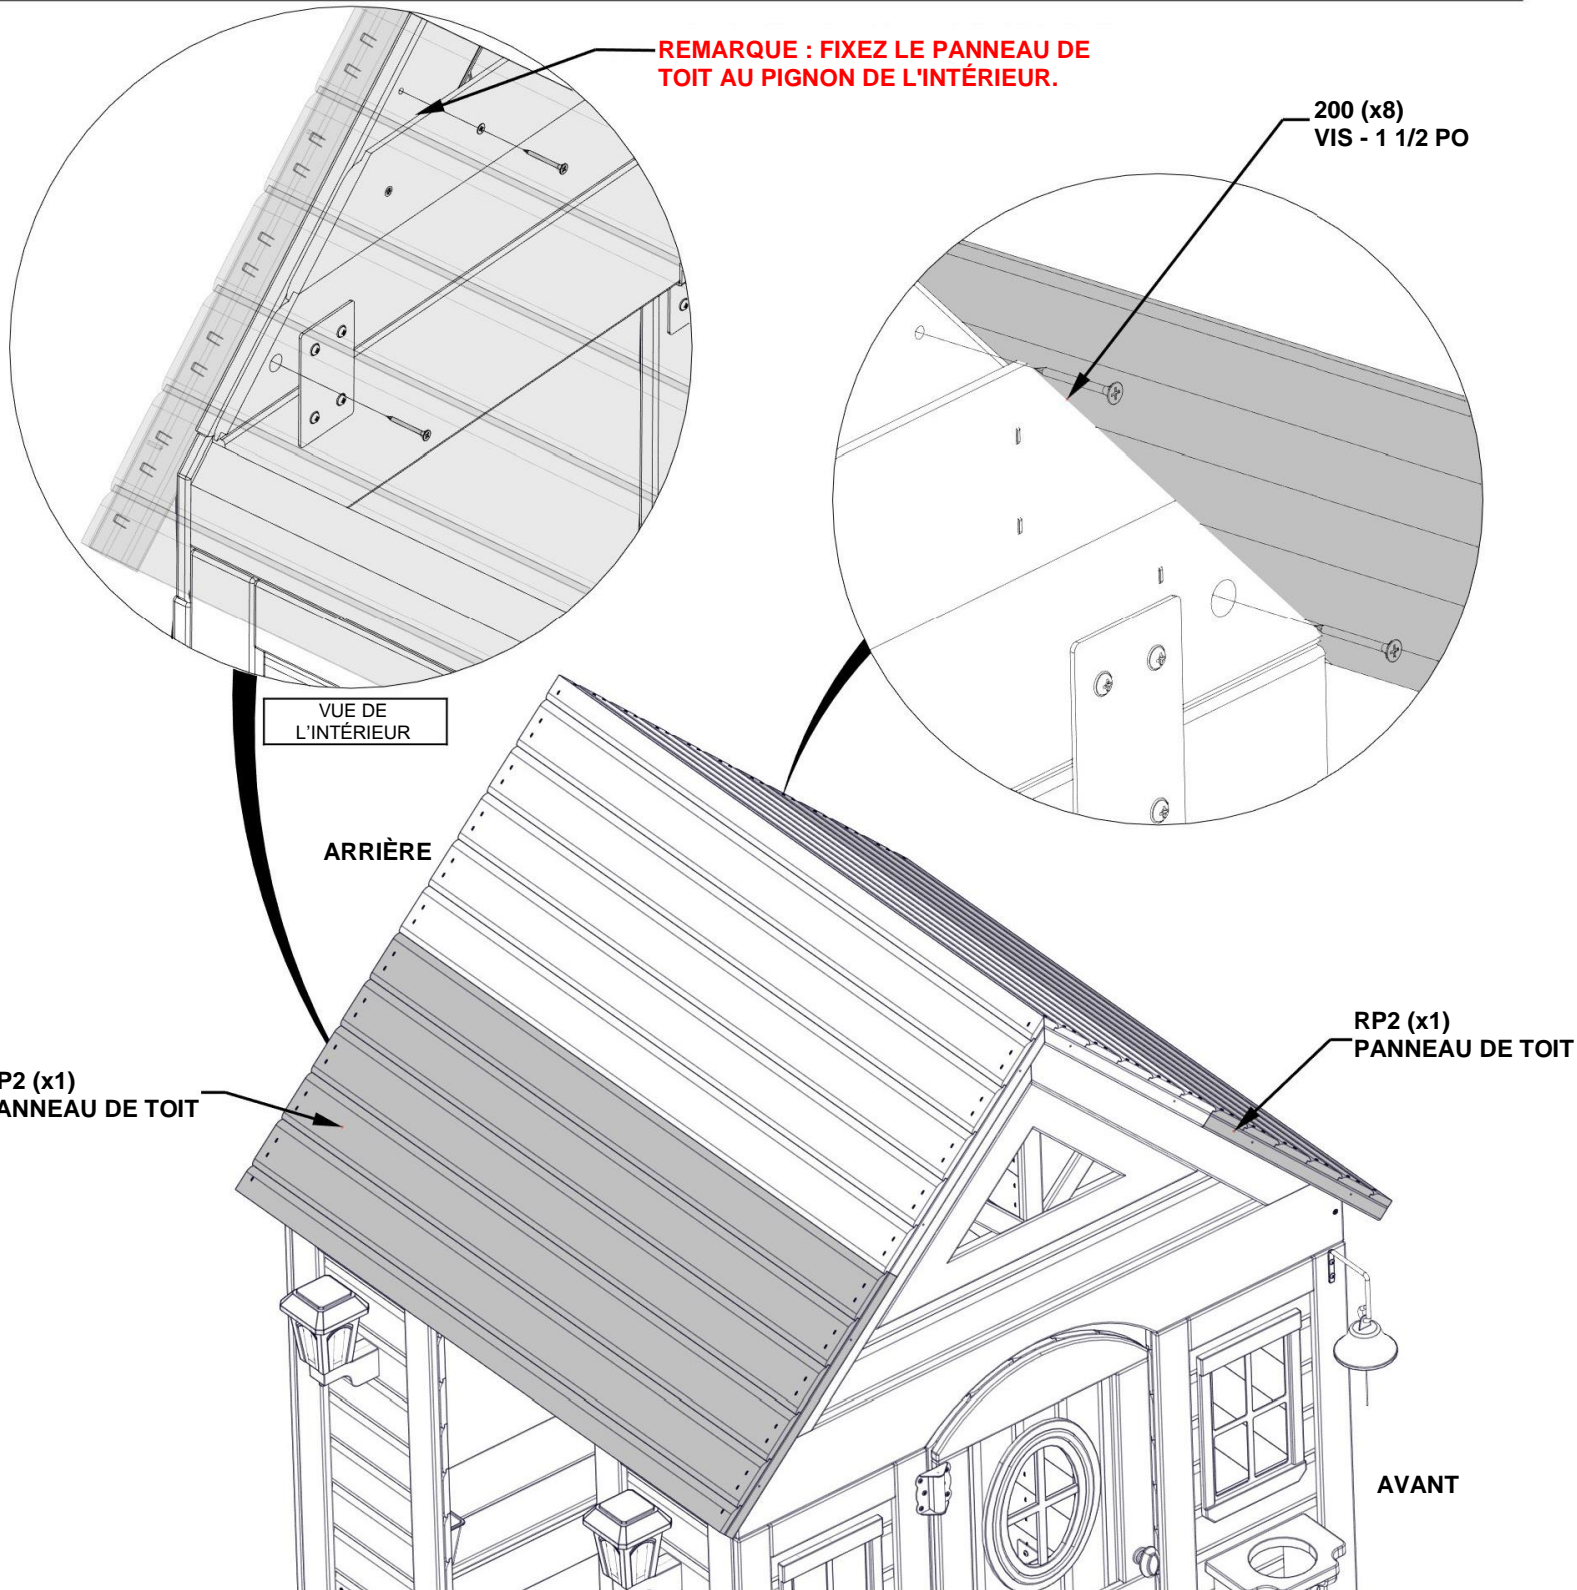 REMARQUE : FIXEZ LE PANNEAU DE
TOIT AU PIGNON DE L'INTÉRIEUR.
200 (x8)
VIS - 1 1/2 PO
VUE DE
L'INTÉRIEUR
ARRIÈRE
RP2 (x1)
PANNEAU DE TOIT
P2 (x1)
ANNEAU DE TOIT
AVANT